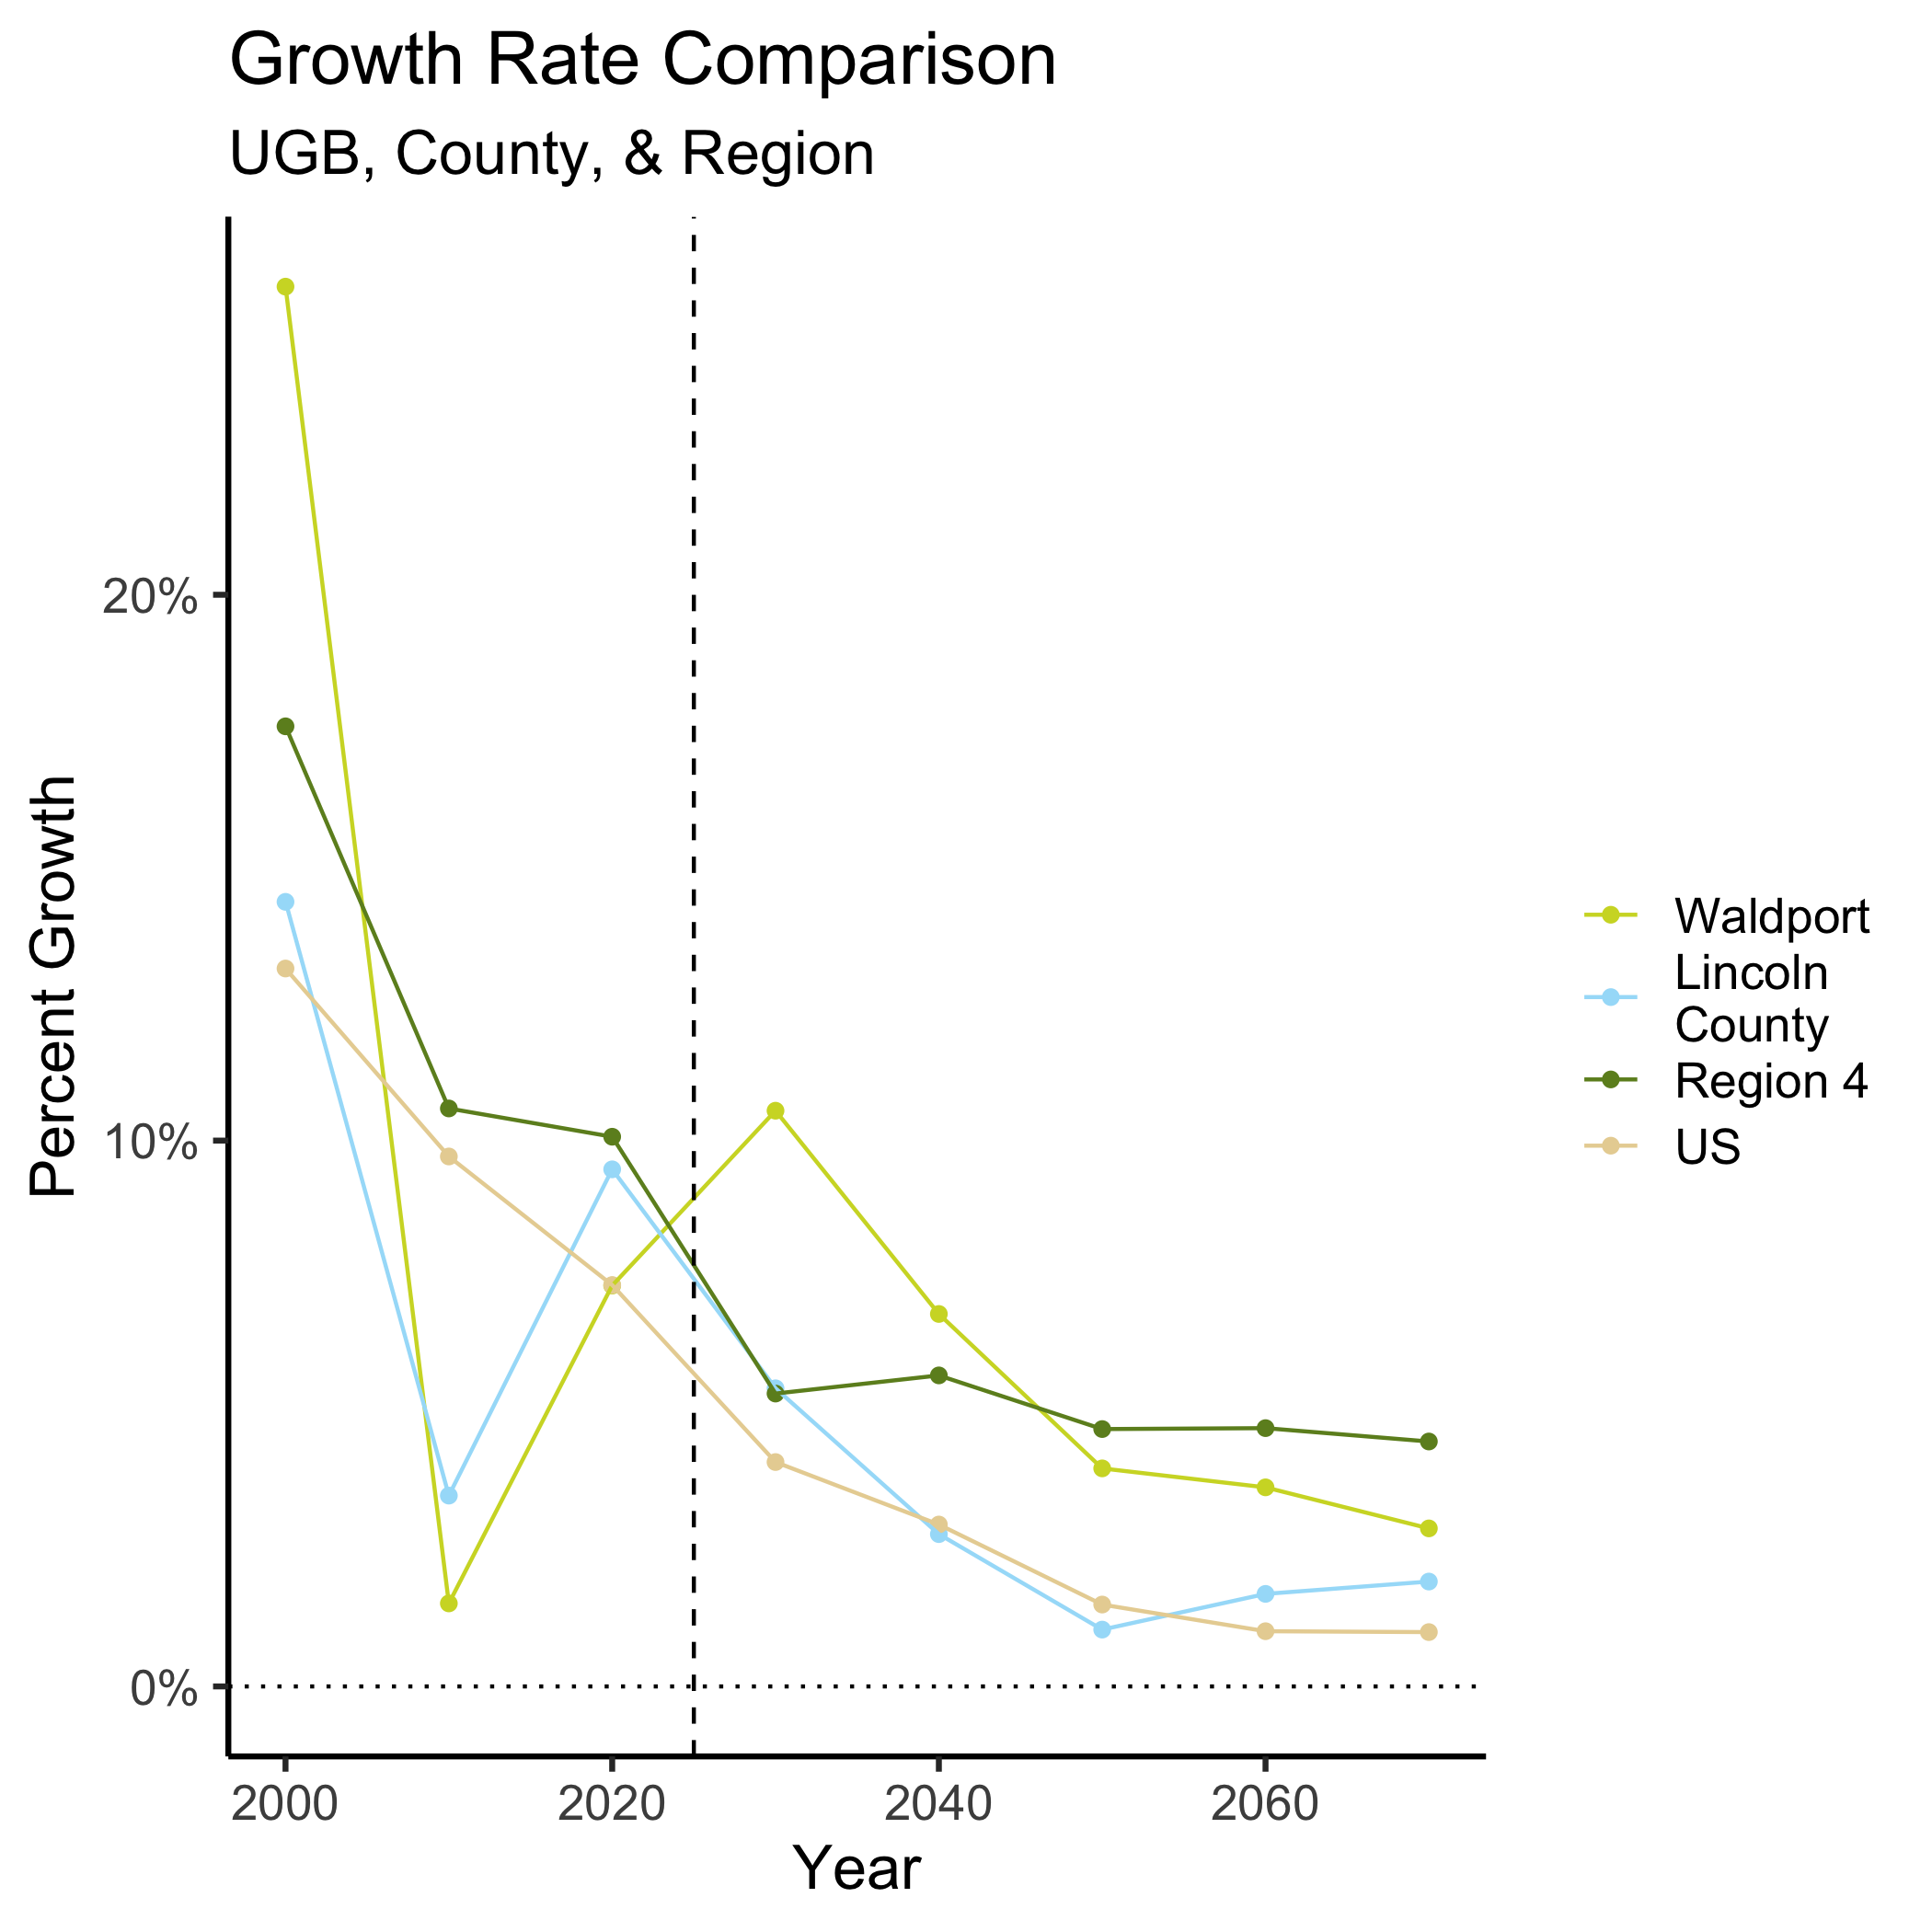 Growth Rate Comparison
UGB, County, & Region
Percent Growth
20%
10%
0%
2000
2020
2040
2060
Year
Waldport
Lincoln
County
Region 4
US